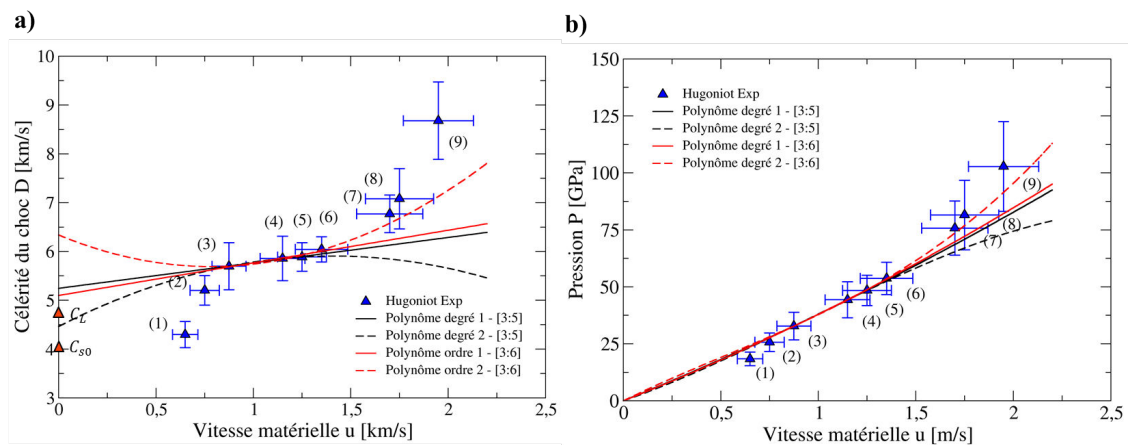 a)
10
9
8
7
6
5
4
3
Célérité du choc D [km/s]
(1)
(2)
(3)
(4)
(5)
(6)
(7)
(8)
(9)
C_L
C_{s0}
Hugoniot Exp
Polynôme degré 1 - [3:5]
Polynôme degré 2 - [3:5]
Polynôme ordre 1 - [3:6]
Polynôme ordre 2 - [3:6]
0 0,5 1 1,5 2 2,5
Vitesse matérielle u [km/s]
b)
150
125
100
75
50
25
0
Pression P [GPa]
Hugoniot Exp
Polynôme degré 1 - [3:5]
Polynôme degré 2 - [3:5]
Polynôme degré 1 - [3:6]
Polynôme degré 2 - [3:6]
(1)
(2)
(3)
(4)
(5)
(6)
(7)
(8)
(9)
0 0,5 1 1,5 2 2,5
Vitesse matérielle u [m/s]